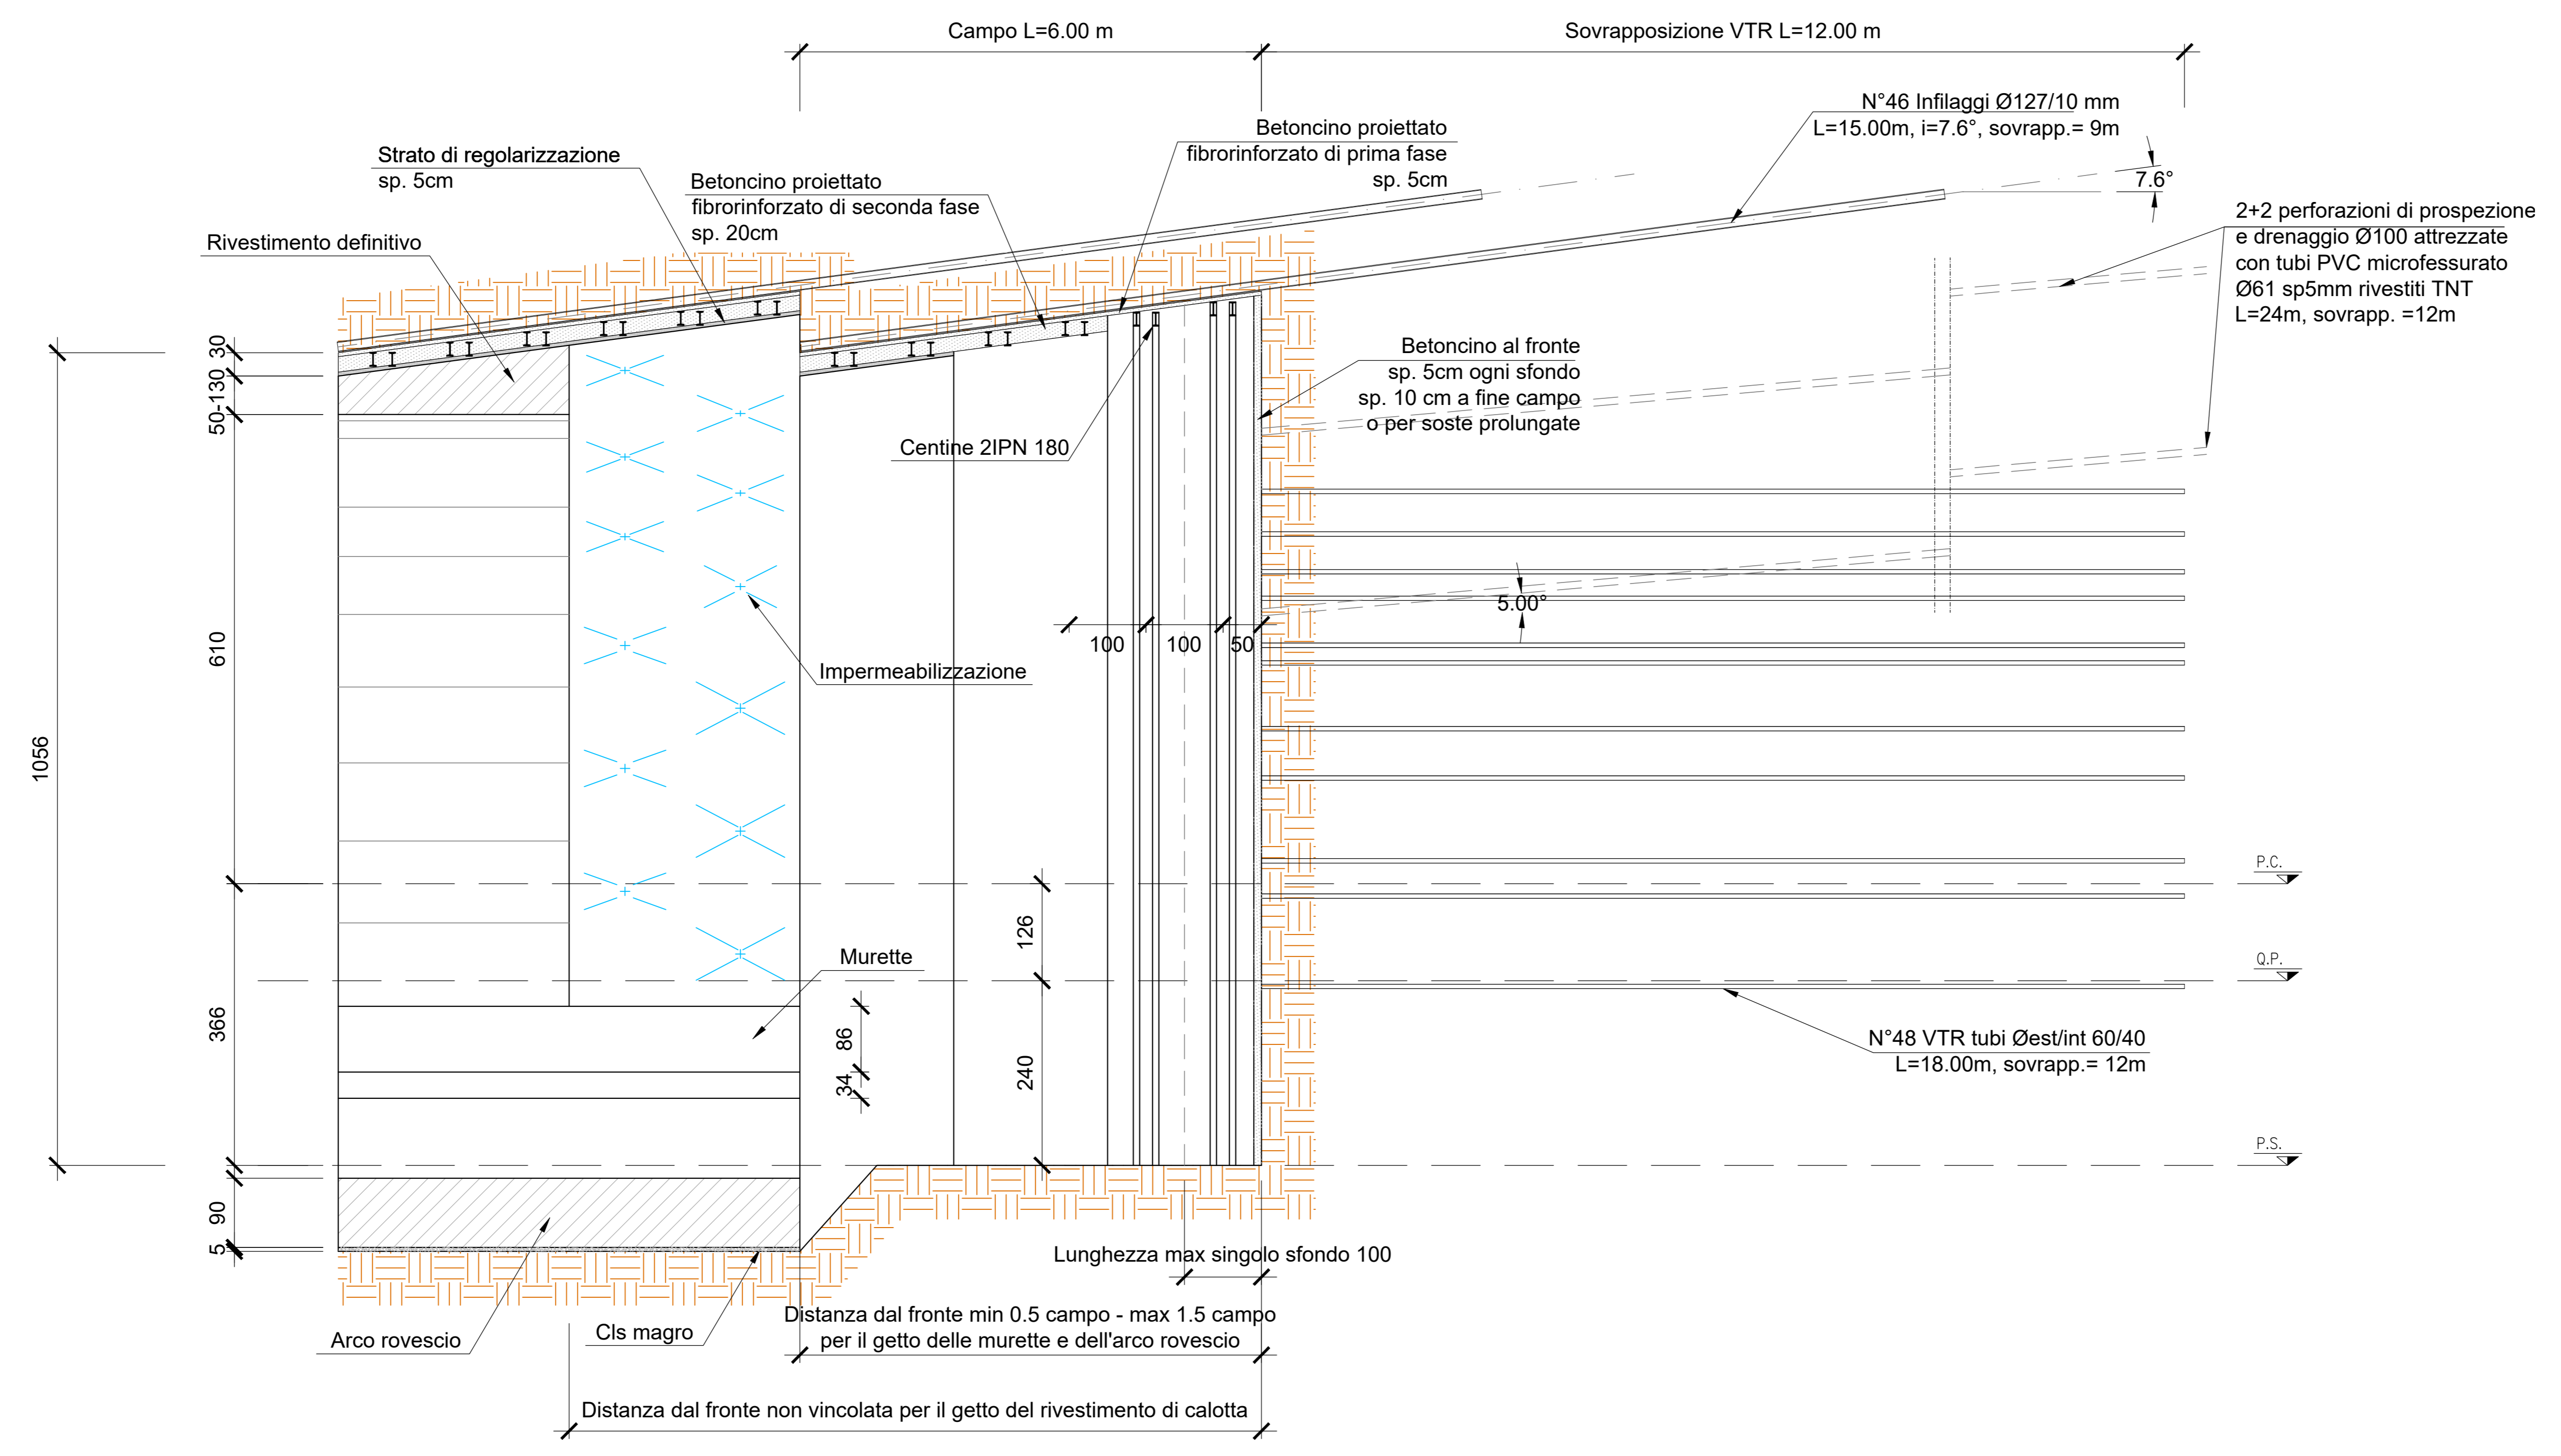 Campo L=6.00 m
Sovrapposizione VTR L=12.00 m
N°46 Infilaggi Ø127/10 mm
L=15.00m, i=7.6°, sovrapp.= 9m
Betoncino proiettato
fibrorinforzato di prima fase
sp. 5cm
Strato di regolarizzazione
sp. 5cm
Betoncino proiettato
fibrorinforzato di seconda fase
sp. 20cm
7.6°
2+2 perforazioni di prospezione
e drenaggio Ø100 attrezzate
con tubi PVC microfessurato
Ø61 sp5mm rivestiti TNT
L=24m, sovrapp. =12m
Rivestimento definitivo
Betoncino al fronte
sp. 5cm ogni sfondo
sp. 10 cm a fine campo
o per soste prolungate
Centine 2IPN 180
30
50-130
610
1056
366
90
5
5.00°
100
100
50
Impermeabilizzazione
P.C.
126
Q.P.
Murette
86
34
240
N°48 VTR tubi Øest/int 60/40
L=18.00m, sovrapp.= 12m
P.S.
Lunghezza max singolo sfondo 100
Distanza dal fronte min 0.5 campo - max 1.5 campo
per il getto delle murette e dell'arco rovescio
Arco rovescio
Cls magro
Distanza dal fronte non vincolata per il getto del rivestimento di calotta